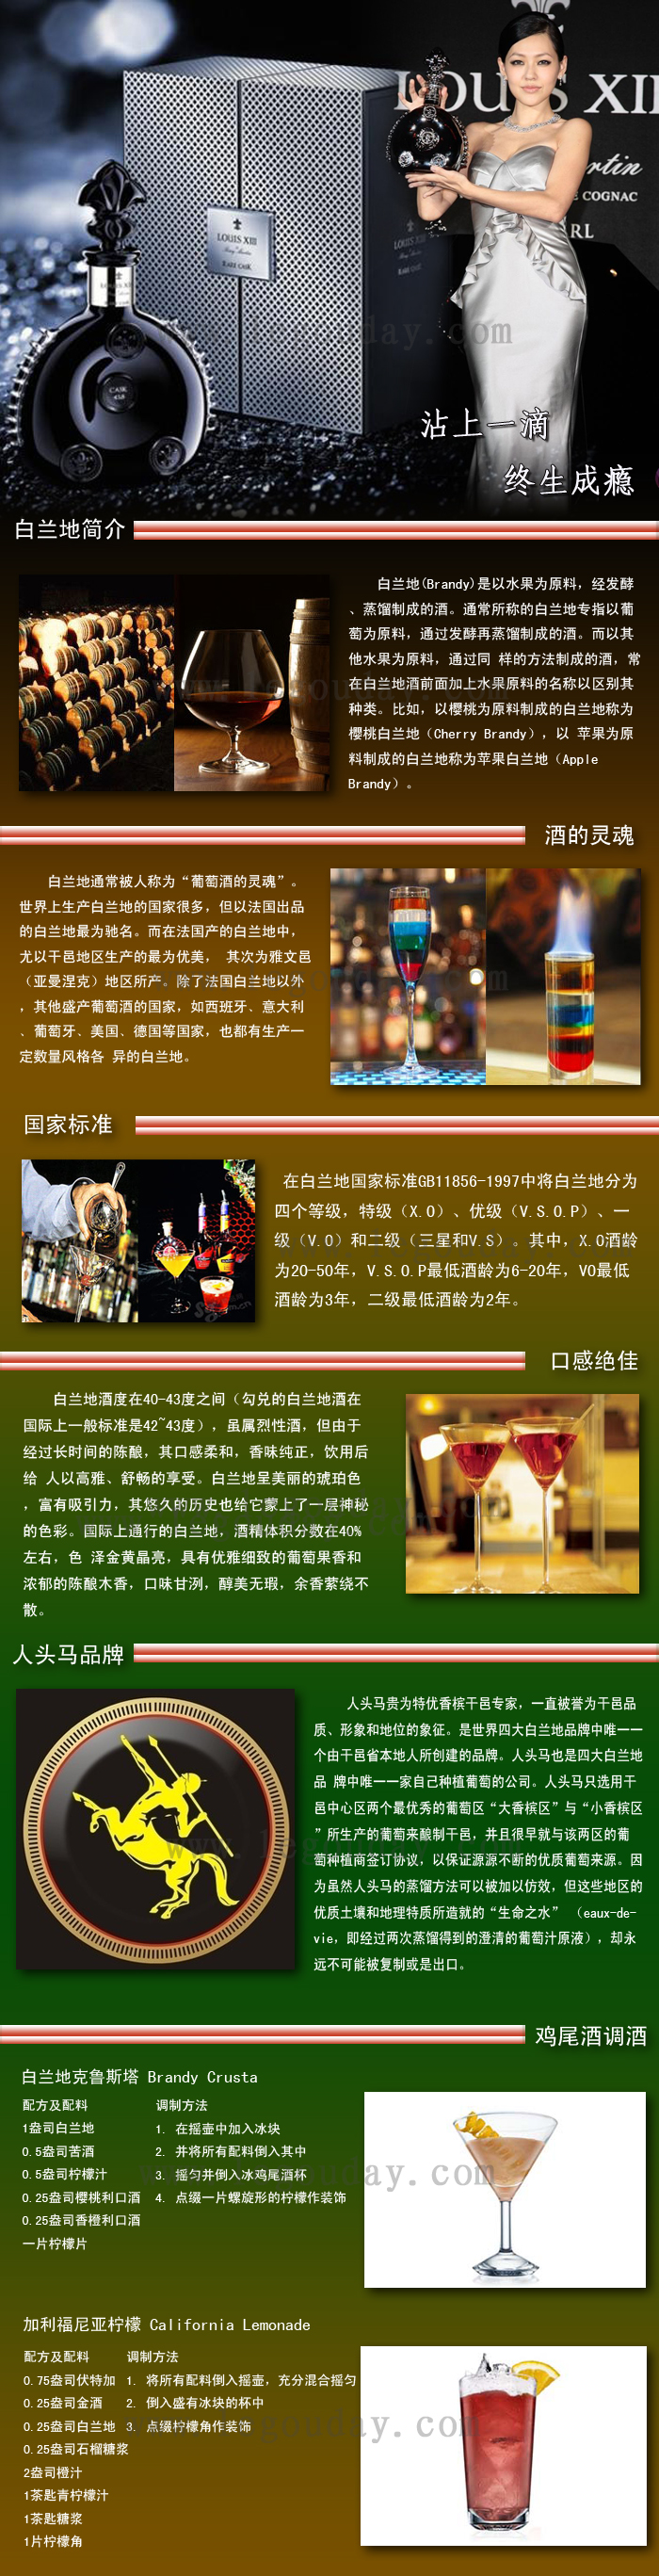 LOUIS XIII
RARE CASK
COGNAC
www.legouday.com
沾上一滴
终生成瘾
白兰地简介
白兰地(Brandy)是以水果为原料，经发酵
、蒸馏制成的酒。通常所称的白兰地专指以葡
萄为原料，通过发酵再蒸馏制成的酒。而以其
他水果为原料，通过同 样的方法制成的酒，常
在白兰地酒前面加上水果原料的名称以区别其
种类。比如，以樱桃为原料制成的白兰地称为
樱桃白兰地（Cherry Brandy），以 苹果为原
料制成的白兰地称为苹果白兰地（Apple
Brandy）。
酒的灵魂
白兰地通常被人称为“葡萄酒的灵魂”。
世界上生产白兰地的国家很多，但以法国出品
的白兰地最为驰名。而在法国产的白兰地中，
尤以干邑地区生产的最为优美， 其次为雅文邑
（亚曼涅克）地区所产。除了法国白兰地以外
，其他盛产葡萄酒的国家，如西班牙、意大利
、葡萄牙、美国、德国等国家，也都有生产一
定数量风格各 异的白兰地。
国家标准
在白兰地国家标准GB11856-1997中将白兰地分为
四个等级，特级（X.O）、优级（V.S.O.P）、一
级（V.O）和二级（三星和V.S）。其中，X.O酒龄
为20-50年，V.S.O.P最低酒龄为6-20年，VO最低
酒龄为3年，二级最低酒龄为2年。
口感绝佳
白兰地酒度在40-43度之间（勾兑的白兰地酒在
国际上一般标准是42~43度），虽属烈性酒，但由于
经过长时间的陈酿，其口感柔和，香味纯正，饮用后
给 人以高雅、舒畅的享受。白兰地呈美丽的琥珀色
，富有吸引力，其悠久的历史也给它蒙上了一层神秘
的色彩。国际上通行的白兰地，酒精体积分数在40%
左右，色 泽金黄晶亮，具有优雅细致的葡萄果香和
浓郁的陈酿木香，口味甘洌，醇美无瑕，余香萦绕不
散。
人头马品牌
人头马贵为特优香槟干邑专家，一直被誉为干邑品
质、形象和地位的象征。是世界四大白兰地品牌中唯一一
个由干邑省本地人所创建的品牌。人头马也是四大白兰地
品 牌中唯一一家自己种植葡萄的公司。人头马只选用干
邑中心区两个最优秀的葡萄区“大香槟区”与“小香槟区
”所生产的葡萄来酿制干邑，并且很早就与该两区的葡
萄种植商签订协议，以保证源源不断的优质葡萄来源。因
为虽然人头马的蒸馏方法可以被加以仿效，但这些地区的
优质土壤和地理特质所造就的“生命之水” （eaux-de-
vie，即经过两次蒸馏得到的澄清的葡萄汁原液），却永
远不可能被复制或是出口。
鸡尾酒调酒
白兰地克鲁斯塔 Brandy Crusta
配方及配料 调制方法
1盎司白兰地 1. 在摇壶中加入冰块
0.5盎司苦酒 2. 并将所有配料倒入其中
0.5盎司柠檬汁 3. 摇匀并倒入冰鸡尾酒杯
0.25盎司樱桃利口酒 4. 点缀一片螺旋形的柠檬作装饰
0.25盎司香橙利口酒
一片柠檬片
加利福尼亚柠檬 California Lemonade
配方及配料 调制方法
0.75盎司伏特加 1. 将所有配料倒入摇壶，充分混合摇匀
0.25盎司金酒 2. 倒入盛有冰块的杯中
0.25盎司白兰地 3. 点缀柠檬角作装饰
0.25盎司石榴糖浆
2盎司橙汁
1茶匙青柠檬汁
1茶匙糖浆
1片柠檬角